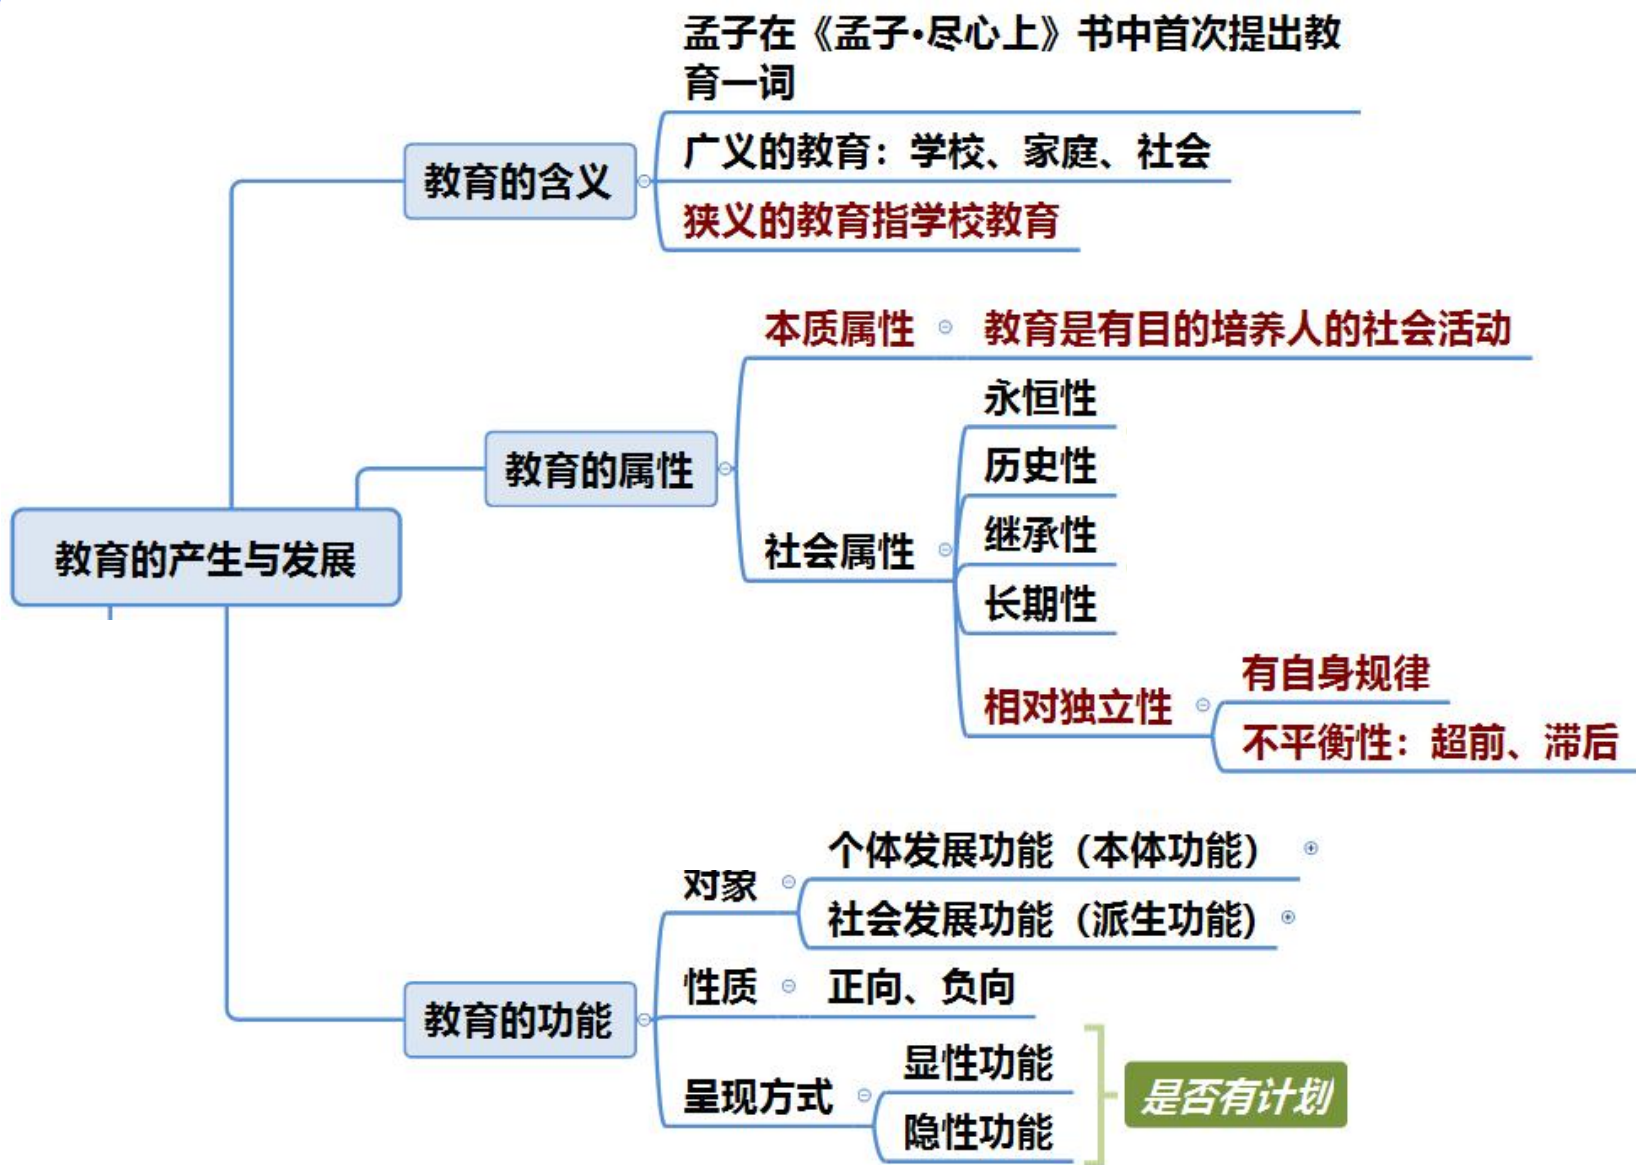 孟子在《孟子•尽心上》书中首次提出教
育一词
广义的教育：学校、家庭、社会
教育的含义
狭义的教育指学校教育
本质属性
教育是有目的培养人的社会活动
永恒性
历史性
教育的属性
继承性
社会属性
长期性
教育的产生与发展
有自身规律
相对独立性
不平衡性：超前、滞后
个体发展功能（本体功能）
对象
社会发展功能（派生功能）
性质
正向、负向
教育的功能
显性功能
呈现方式
是否有计划
隐性功能